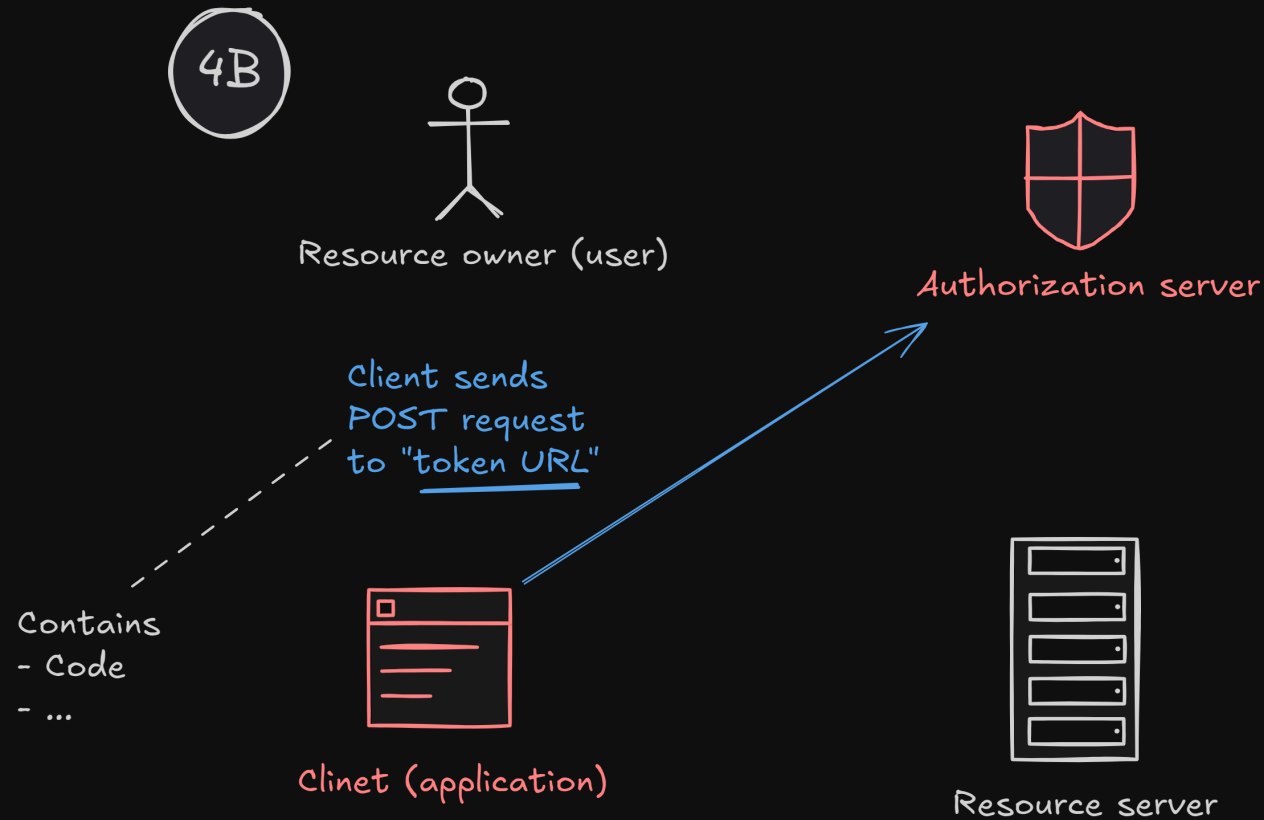 4B
Resource owner (user)
Authorization server
Client sends
POST request
to "token URL"
Contains
- Code
- ...
Clinet (application)
Resource server